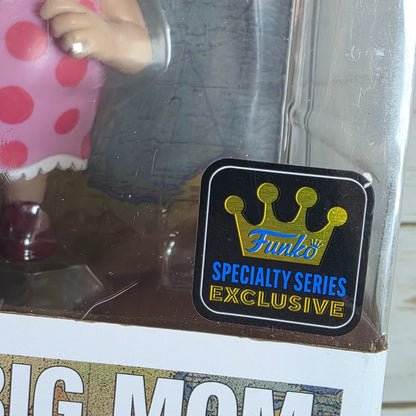 Funko
SPECIALTY SERIES
EXCLUSIVE
BIG MOM